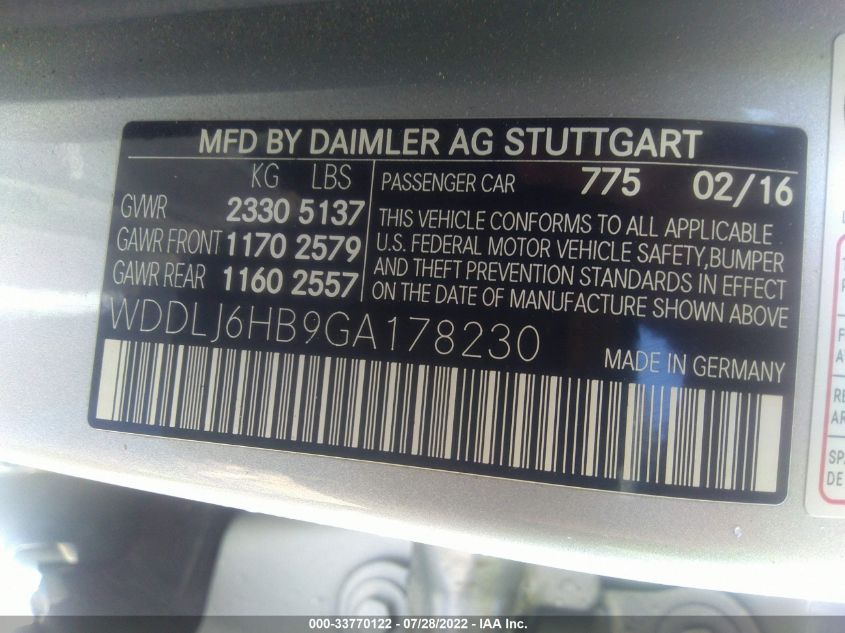 MFD BY DAIMLER AG STUTTGART
KG LBS
GVWR 2330 5137
GAWR FRONT 1170 2579
GAWR REAR 1160 2557
PASSENGER CAR 775 02/16
THIS VEHICLE CONFORMS TO ALL APPLICABLE
U.S. FEDERAL MOTOR VEHICLE SAFETY, BUMPER
AND THEFT PREVENTION STANDARDS IN EFFECT
ON THE DATE OF MANUFACTURE SHOWN ABOVE
WDDLJ6HB9GA178230
MADE IN GERMANY
000-33770122 - 07/28/2022 - IAA Inc.